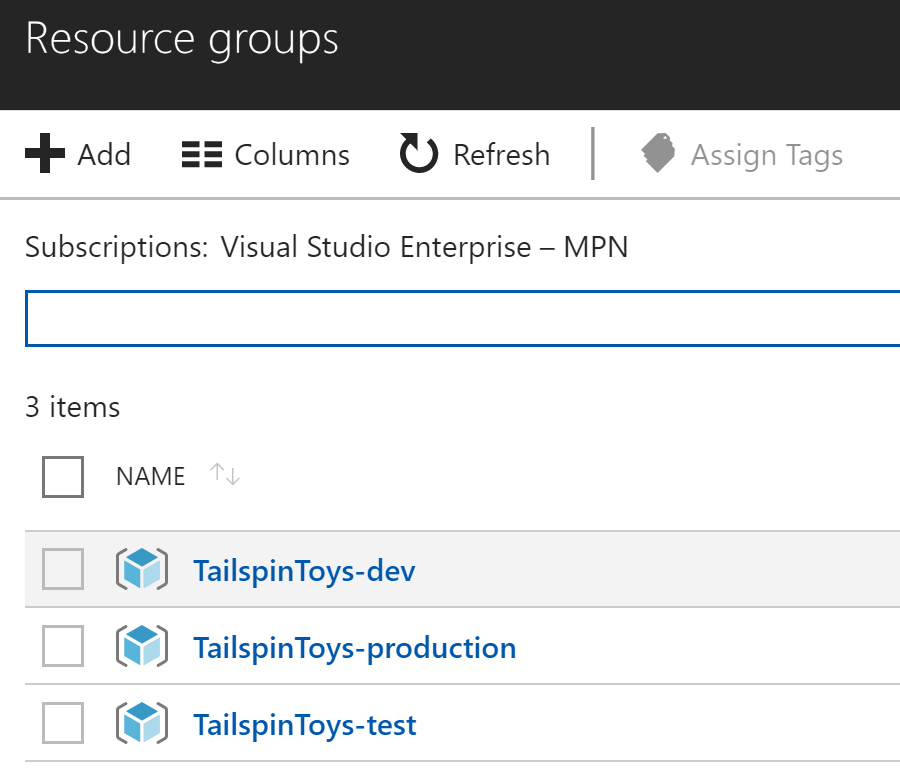 Resource groups
Add Columns Refresh Assign Tags
Subscriptions: Visual Studio Enterprise – MPN
3 items
NAME
TailspinToys-dev
TailspinToys-production
TailspinToys-test